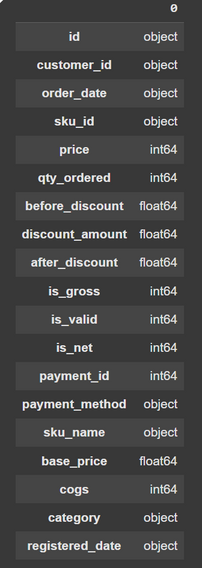 0
id object
customer_id object
order_date object
sku_id object
price int64
qty_ordered int64
before_discount float64
discount_amount float64
after_discount float64
is_gross int64
is_valid int64
is_net int64
payment_id int64
payment_method object
sku_name object
base_price float64
cogs int64
category object
registered_date object